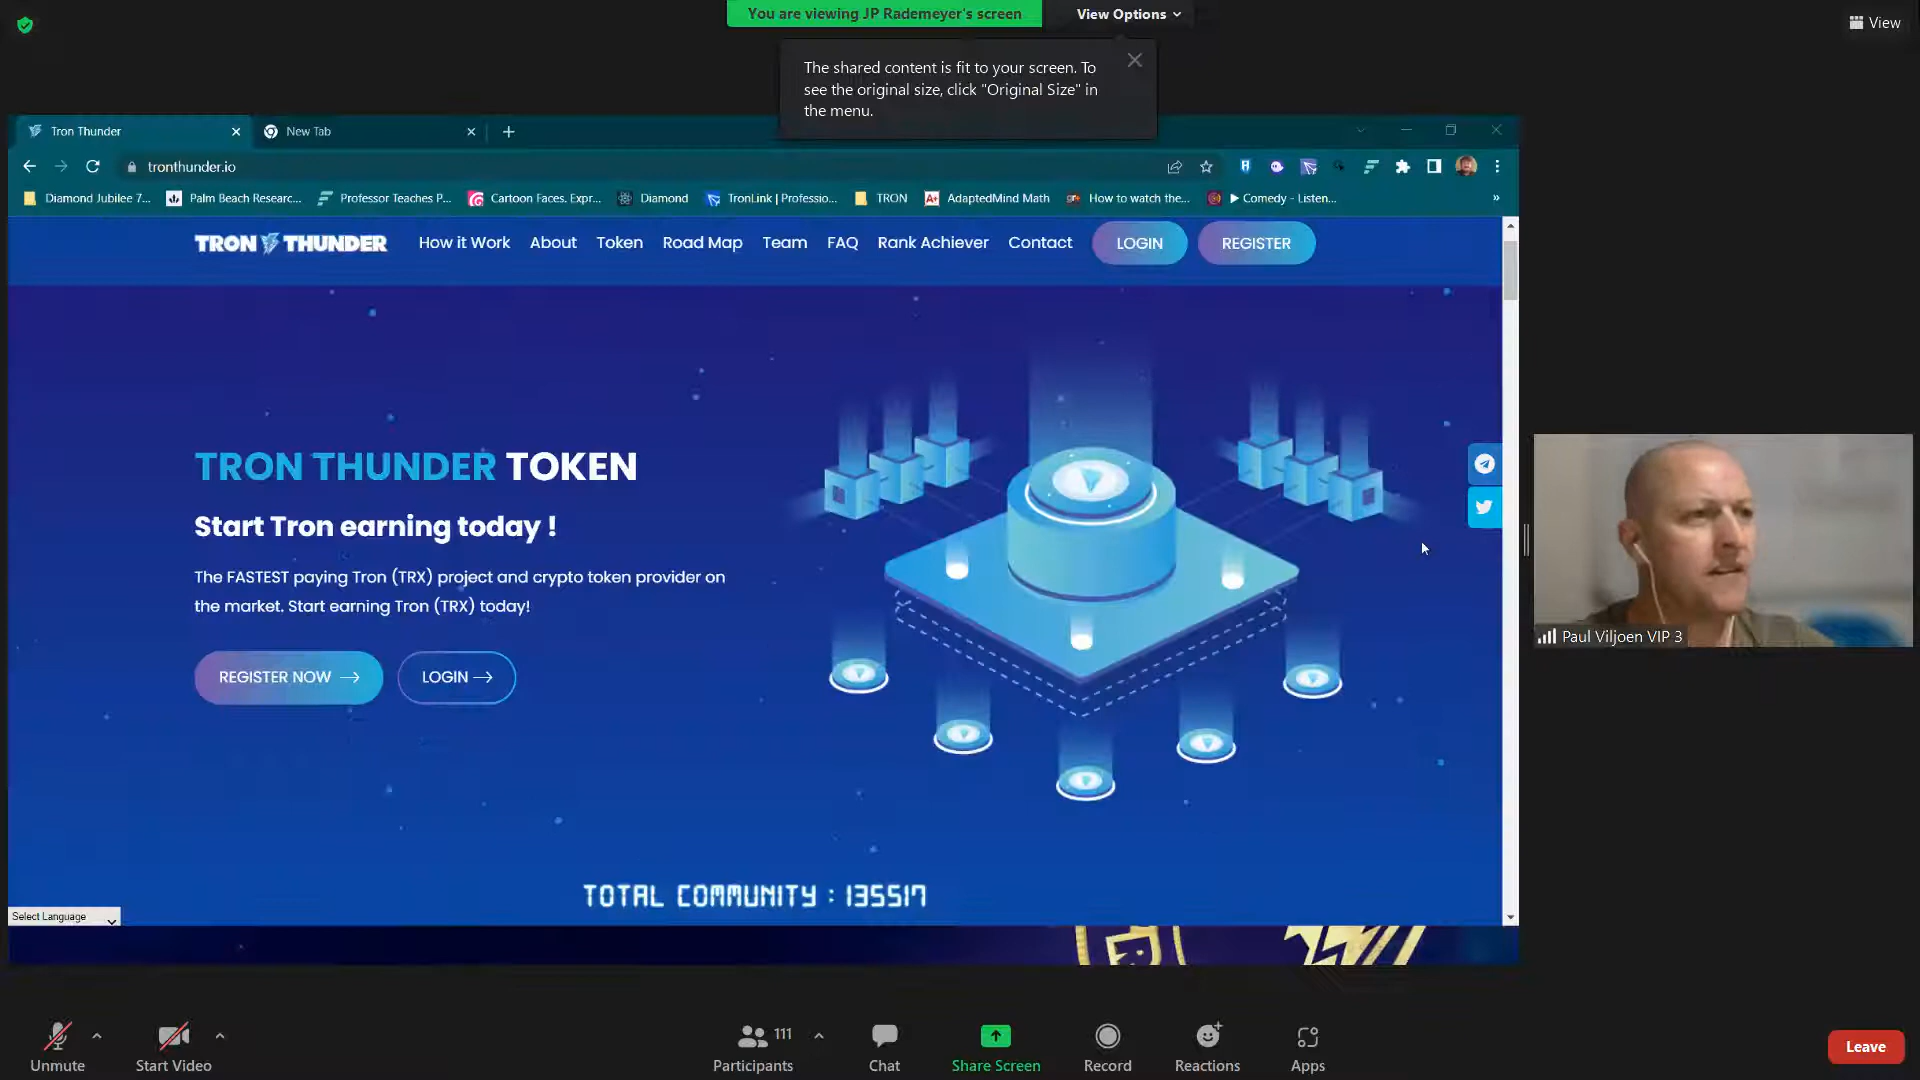 You are viewing JP Rademeyer's screen
View Options
View
The shared content is fit to your screen. To
see the original size, click "Original Size" in
the menu.
Tron Thunder
New Tab
tronthunder.io
Diamond Jubilee 7...
Palm Beach Researc...
Professor Teaches P...
Cartoon Faces. Expr...
Diamond
TronLink | Professio...
TRON
AdaptedMind Math
How to watch the...
Comedy - Listen...
TRON THUNDER
How it Work
About
Token
Road Map
Team
FAQ
Rank Achiever
Contact
LOGIN
REGISTER
TRON THUNDER TOKEN
Start Tron earning today !
The FASTEST paying Tron (TRX) project and crypto token provider on
the market. Start earning Tron (TRX) today!
REGISTER NOW
LOGIN
Paul Viljoen VIP 3
TOTAL COMMUNITY : 135517
Select Language
Unmute
Start Video
111
Participants
Chat
Share Screen
Record
Reactions
Apps
Leave